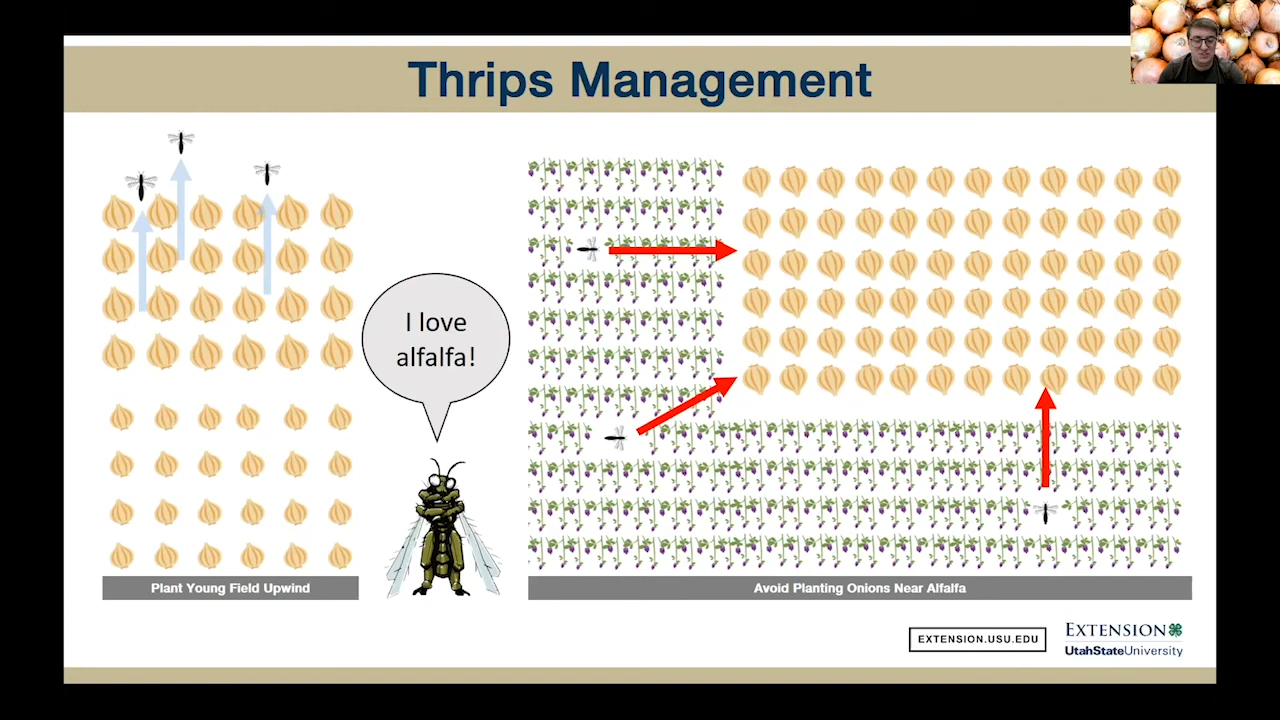 Thrips Management
I love
alfalfa!
Plant Young Field Upwind
Avoid Planting Onions Near Alfalfa
EXTENSION.USU.EDU
EXTENSION
UtahStateUniversity